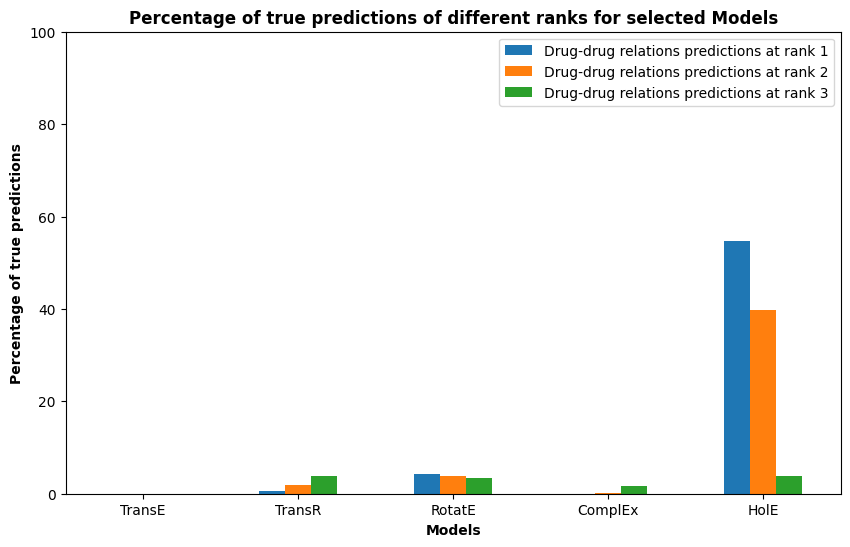 Percentage of true predictions of different ranks for selected Models
Drug-drug relations predictions at rank 1
Drug-drug relations predictions at rank 2
Drug-drug relations predictions at rank 3
Percentage of true predictions
100
80
60
40
20
0
TransE
TransR
RotatE
ComplEx
HolE
Models